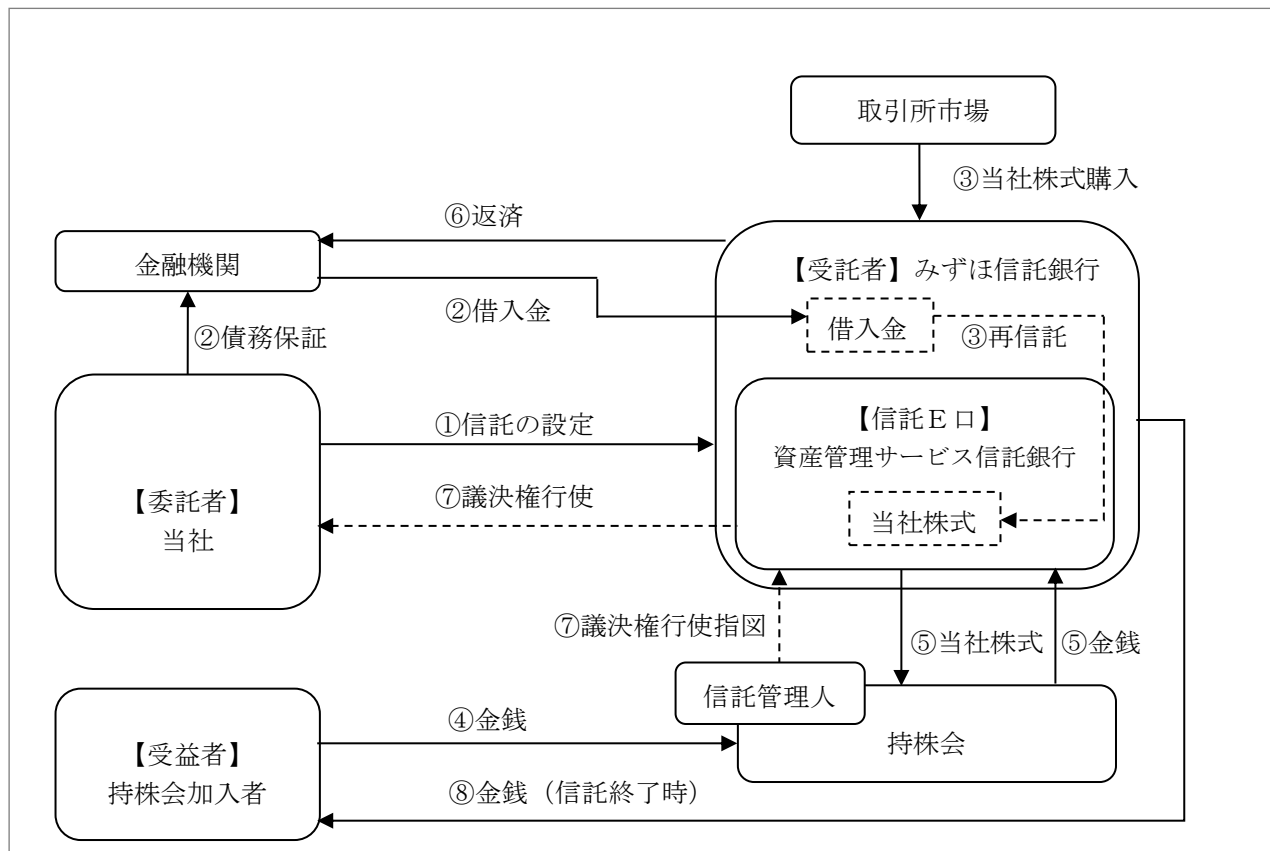 取引所市場
③当社株式購入
⑥返済
金融機関
【受託者】みずほ信託銀行
②借入金
借入金
③再信託
②債務保証
①信託の設定
【信託E口】
資産管理サービス信託銀行
⑦議決権行使
当社株式
【委託者】
当社
⑦議決権行使指図
⑤当社株式
⑤金銭
信託管理人
④金銭
持株会
【受益者】
持株会加入者
⑧金銭（信託終了時）